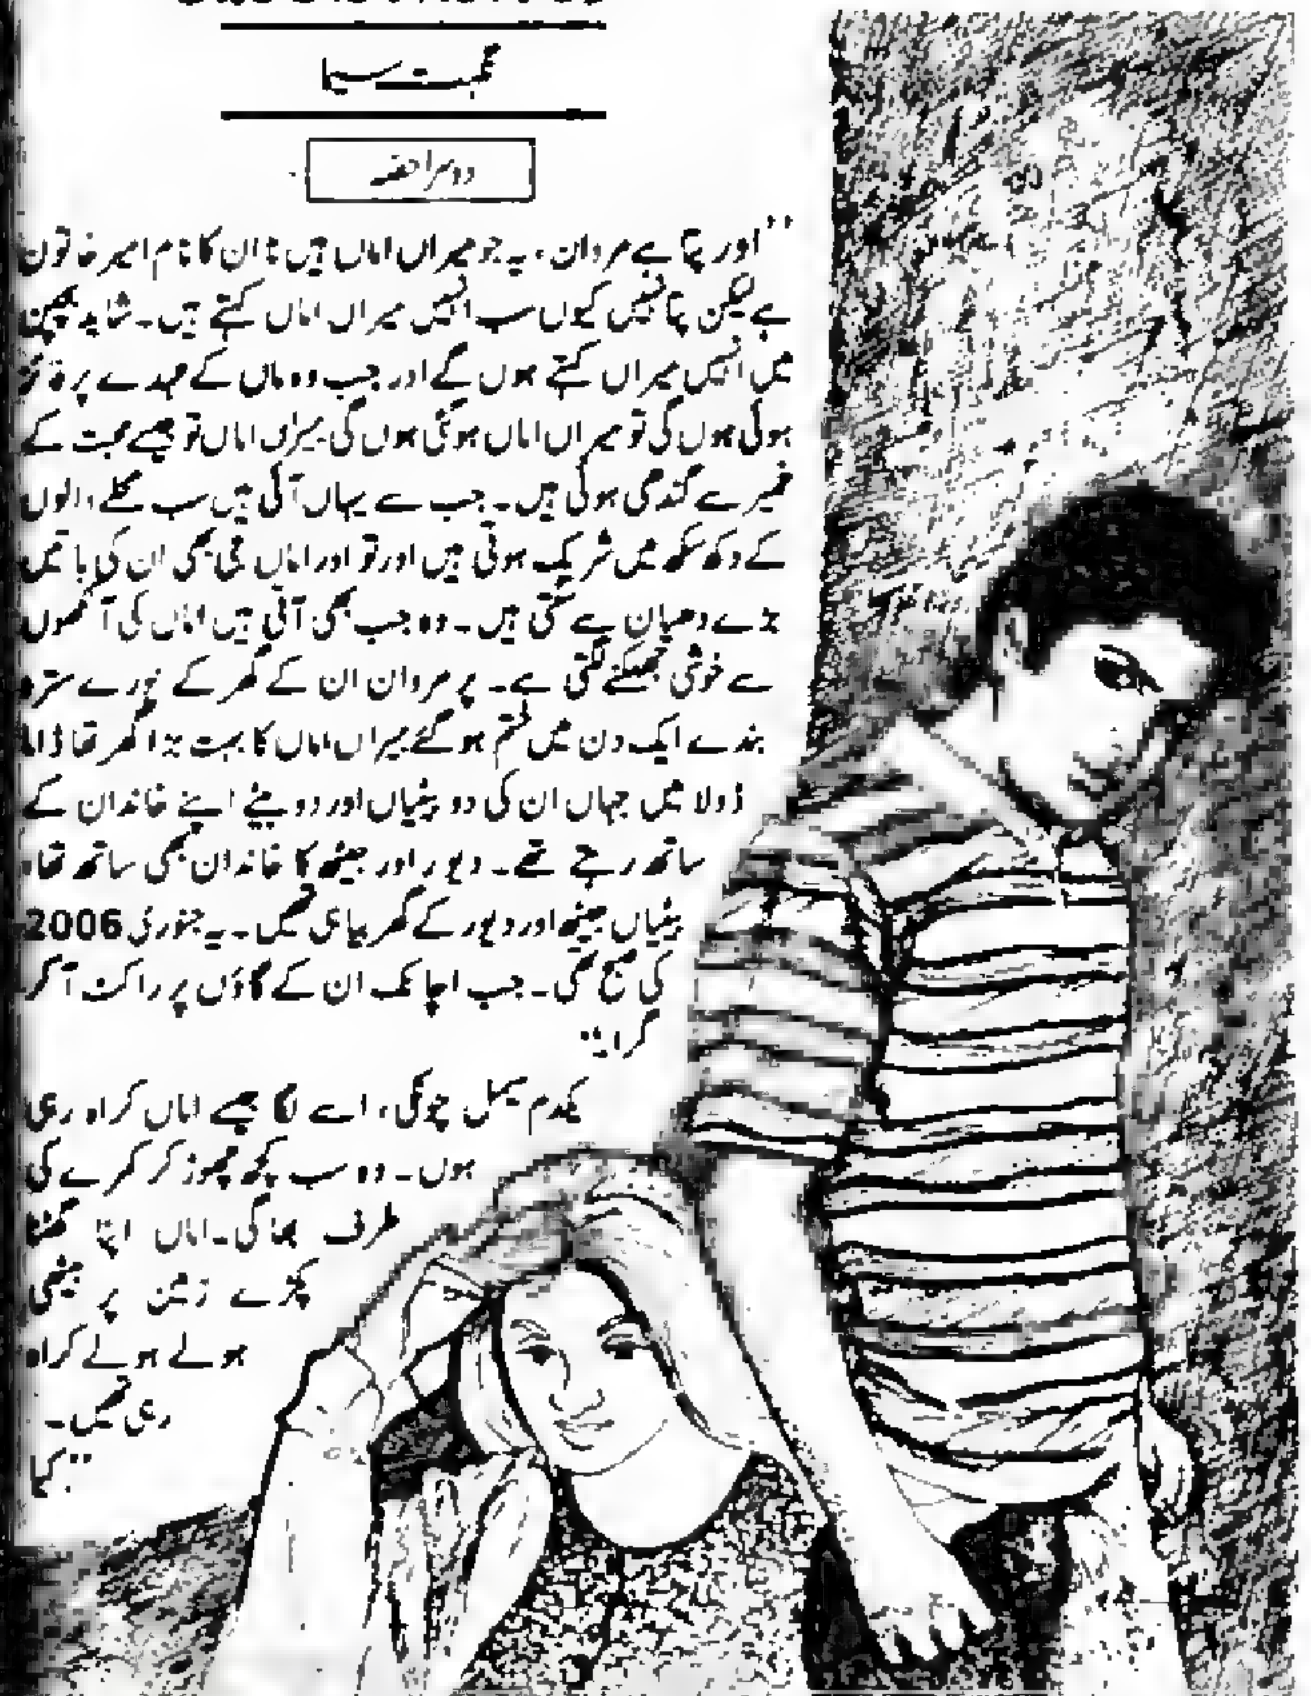 نگہت سیما
دوسرا حصہ
"اور پتا ہے مروان، یہ جو میراں اماں ہیں نا ان کا نام امیر خاتون
ہے لیکن پتا نہیں کیوں سب انہیں میراں اماں کہتے ہیں۔ شاید بچپن
میں انہیں میراں کہتے ہوں گے اور جب وہ ماں کے عہدے پر فائز
ہوئی ہوں گی تو میراں اماں ہو گئی ہوں گی۔ میراں اماں تو جیسے محبت کے
خمیر سے گندھی ہوئی ہیں۔ جب سے یہاں آئی ہیں سب محلے والوں
کے دکھ سکھ میں شریک ہوتی ہیں اور تو اور اماں جی بھی ان کی باتیں
بڑے دھیان سے سنتی ہیں۔ وہ جب بھی آتی ہیں اماں کی آنکھوں
سے خوشی جھلکنے لگتی ہے۔ پر مروان ان کے گھر کے پورے سترہ
بندے ایک دن میں ختم ہو گئے میراں اماں کا بہت بڑا گھر تھا ڈاما
ڈولا میں جہاں ان کی دو بیٹیاں اور دو بیٹے اپنے خاندان کے
ساتھ رہتے تھے۔ دیور اور جیٹھ کا خاندان بھی ساتھ تھا،
بیٹیاں جیٹھ اور دیور کے گھر بیاہی تھیں۔ یہ جنوری 2006
کی صبح تھی۔ جب اچانک ان کے گاؤں پر راکٹ آ کر
گرا۔"
یکدم سیمل چونکی، اسے لگا جیسے اماں کراہ رہی
ہوں۔ وہ سب کچھ چھوڑ کر کمرے کی
طرف بھاگی۔ اماں اپنا گھٹنا
پکڑے زمین پر بیٹھی
ہولے ہولے کراہ
رہی تھیں۔
"کیا